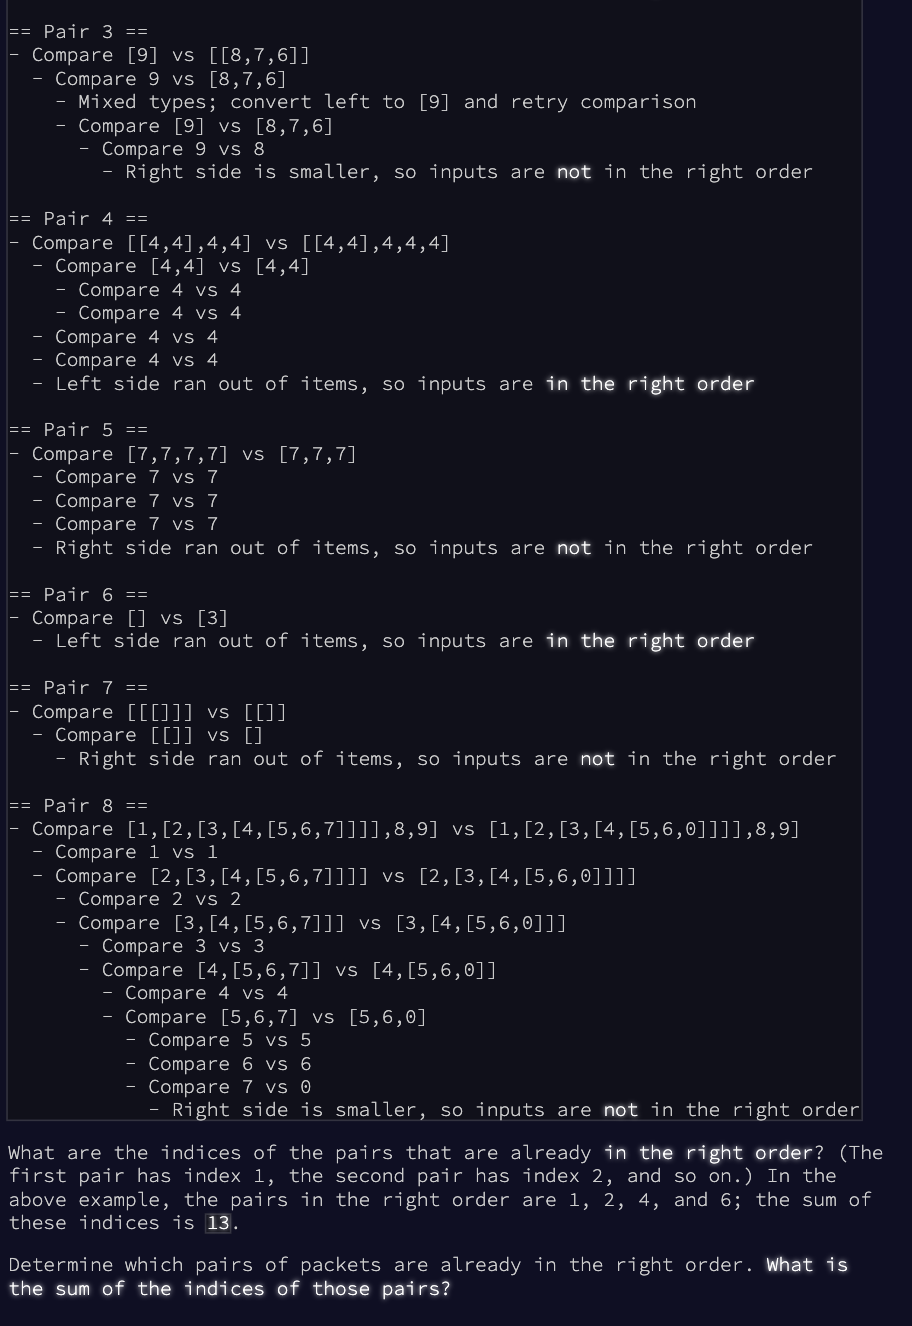 == Pair 3 ==
- Compare [9] vs [[8,7,6]]
  - Compare 9 vs [8,7,6]
    - Mixed types; convert left to [9] and retry comparison
    - Compare [9] vs [8,7,6]
      - Compare 9 vs 8
        - Right side is smaller, so inputs are not in the right order

== Pair 4 ==
- Compare [[4,4],4,4] vs [[4,4],4,4,4]
  - Compare [4,4] vs [4,4]
    - Compare 4 vs 4
    - Compare 4 vs 4
  - Compare 4 vs 4
  - Compare 4 vs 4
  - Left side ran out of items, so inputs are in the right order

== Pair 5 ==
- Compare [7,7,7,7] vs [7,7,7]
  - Compare 7 vs 7
  - Compare 7 vs 7
  - Compare 7 vs 7
  - Right side ran out of items, so inputs are not in the right order

== Pair 6 ==
- Compare [] vs [3]
  - Left side ran out of items, so inputs are in the right order

== Pair 7 ==
- Compare [[[]]] vs [[]]
  - Compare [[]] vs []
    - Right side ran out of items, so inputs are not in the right order

== Pair 8 ==
- Compare [1,[2,[3,[4,[5,6,7]]]],8,9] vs [1,[2,[3,[4,[5,6,0]]]],8,9]
  - Compare 1 vs 1
  - Compare [2,[3,[4,[5,6,7]]]] vs [2,[3,[4,[5,6,0]]]]
    - Compare 2 vs 2
    - Compare [3,[4,[5,6,7]]] vs [3,[4,[5,6,0]]]
      - Compare 3 vs 3
      - Compare [4,[5,6,7]] vs [4,[5,6,0]]
        - Compare 4 vs 4
        - Compare [5,6,7] vs [5,6,0]
          - Compare 5 vs 5
          - Compare 6 vs 6
          - Compare 7 vs 0
            - Right side is smaller, so inputs are not in the right order

What are the indices of the pairs that are already in the right order? (The
first pair has index 1, the second pair has index 2, and so on.) In the
above example, the pairs in the right order are 1, 2, 4, and 6; the sum of
these indices is 13.

Determine which pairs of packets are already in the right order. What is
the sum of the indices of those pairs?